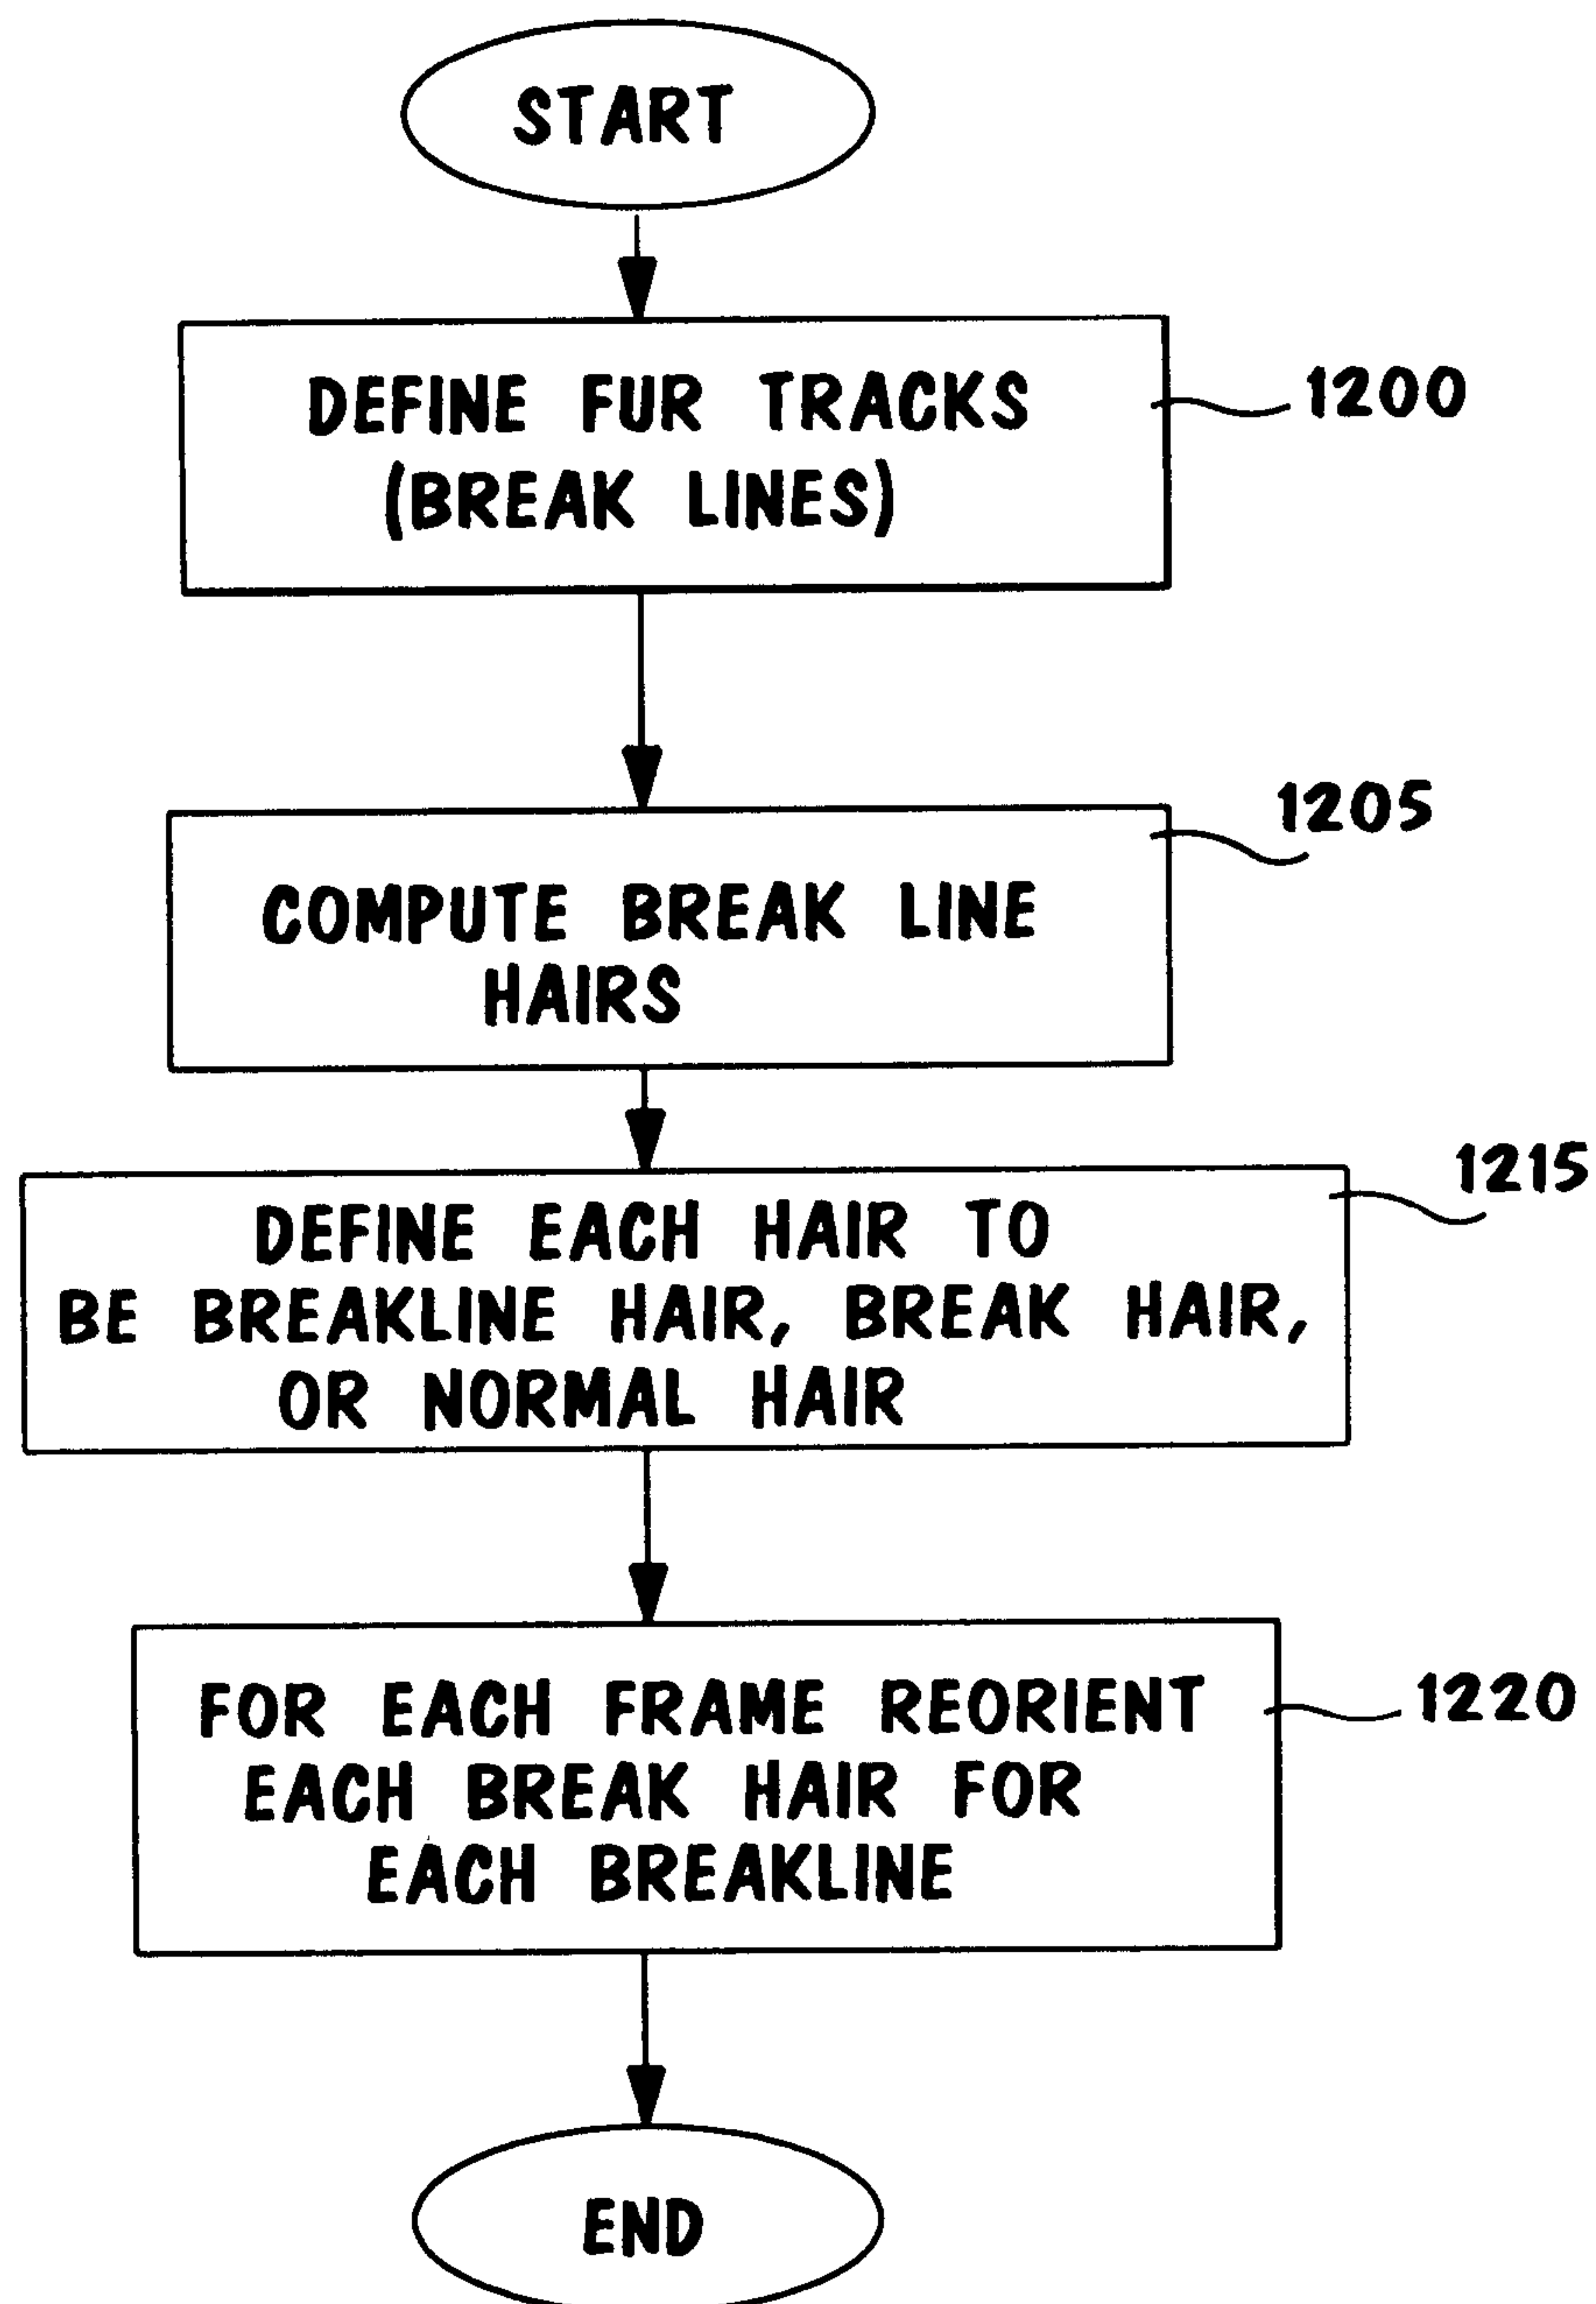 START
DEFINE FUR TRACKS
(BREAK LINES)
1200
COMPUTE BREAK LINE
HAIRS
1205
DEFINE EACH HAIR TO
BE BREAKLINE HAIR, BREAK HAIR,
OR NORMAL HAIR
1215
FOR EACH FRAME REORIENT
EACH BREAK HAIR FOR
EACH BREAKLINE
1220
END